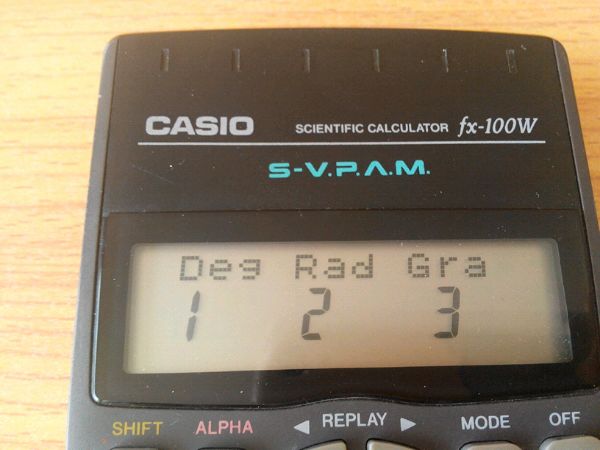 CASIO SCIENTIFIC CALCULATOR fx-100W
S-V.P.A.M.
Deg Rad Gra
1 2 3
SHIFT ALPHA ◀ REPLAY ▶ MODE OFF